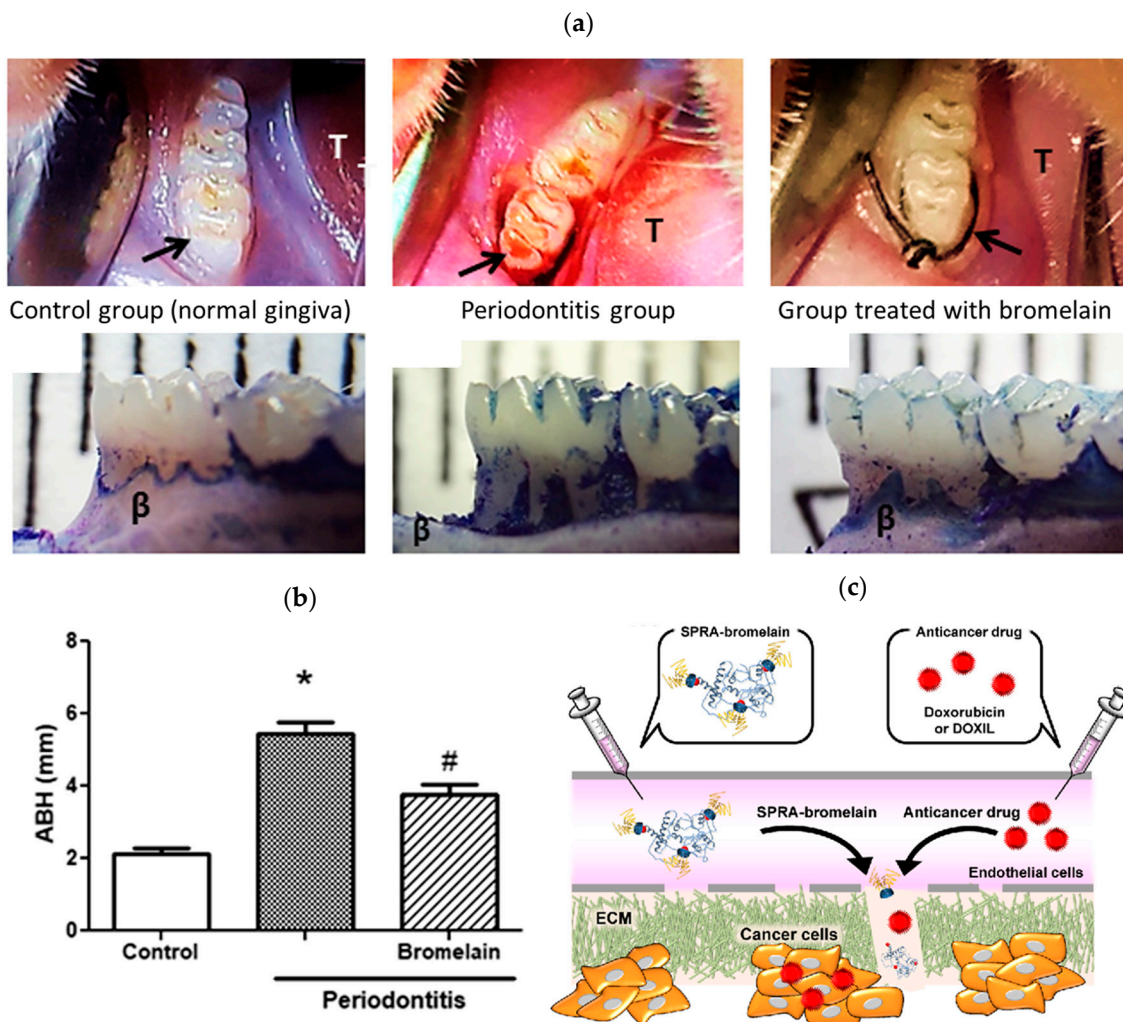 (a)
T
T
T
T
Control group (normal gingiva)
Periodontitis group
Group treated with bromelain
β
β
β
(b)
8
6
4
2
0
ABH (mm)
*
#
Control
Bromelain
Periodontitis
(c)
SPRA-bromelain
Anticancer drug
Doxorubicin
or DOXIL
SPRA-bromelain
Anticancer drug
Endothelial cells
ECM
Cancer cells